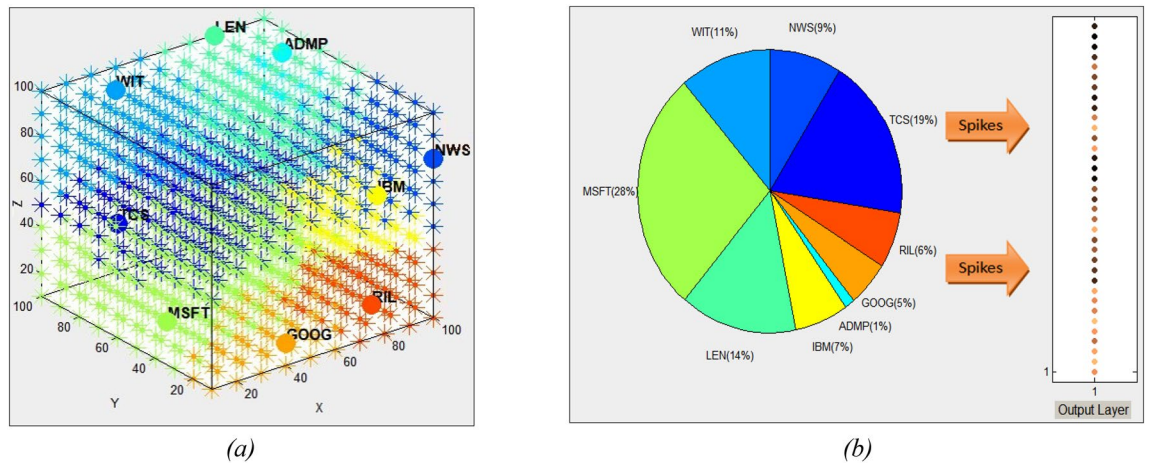 LEN
ADMP
WIT
NWS
IBM
TCS
RIL
MSFT
GOOG
100
80
60
40
20
Z
100
80
60
40
20
Y
20
40
60
80
100
X
(a)
WIT(11%)
NWS(9%)
TCS(19%)
MSFT(28%)
RIL(6%)
GOOG(5%)
ADMP(1%)
IBM(7%)
LEN(14%)
Spikes
Spikes
1
1
Output Layer
(b)